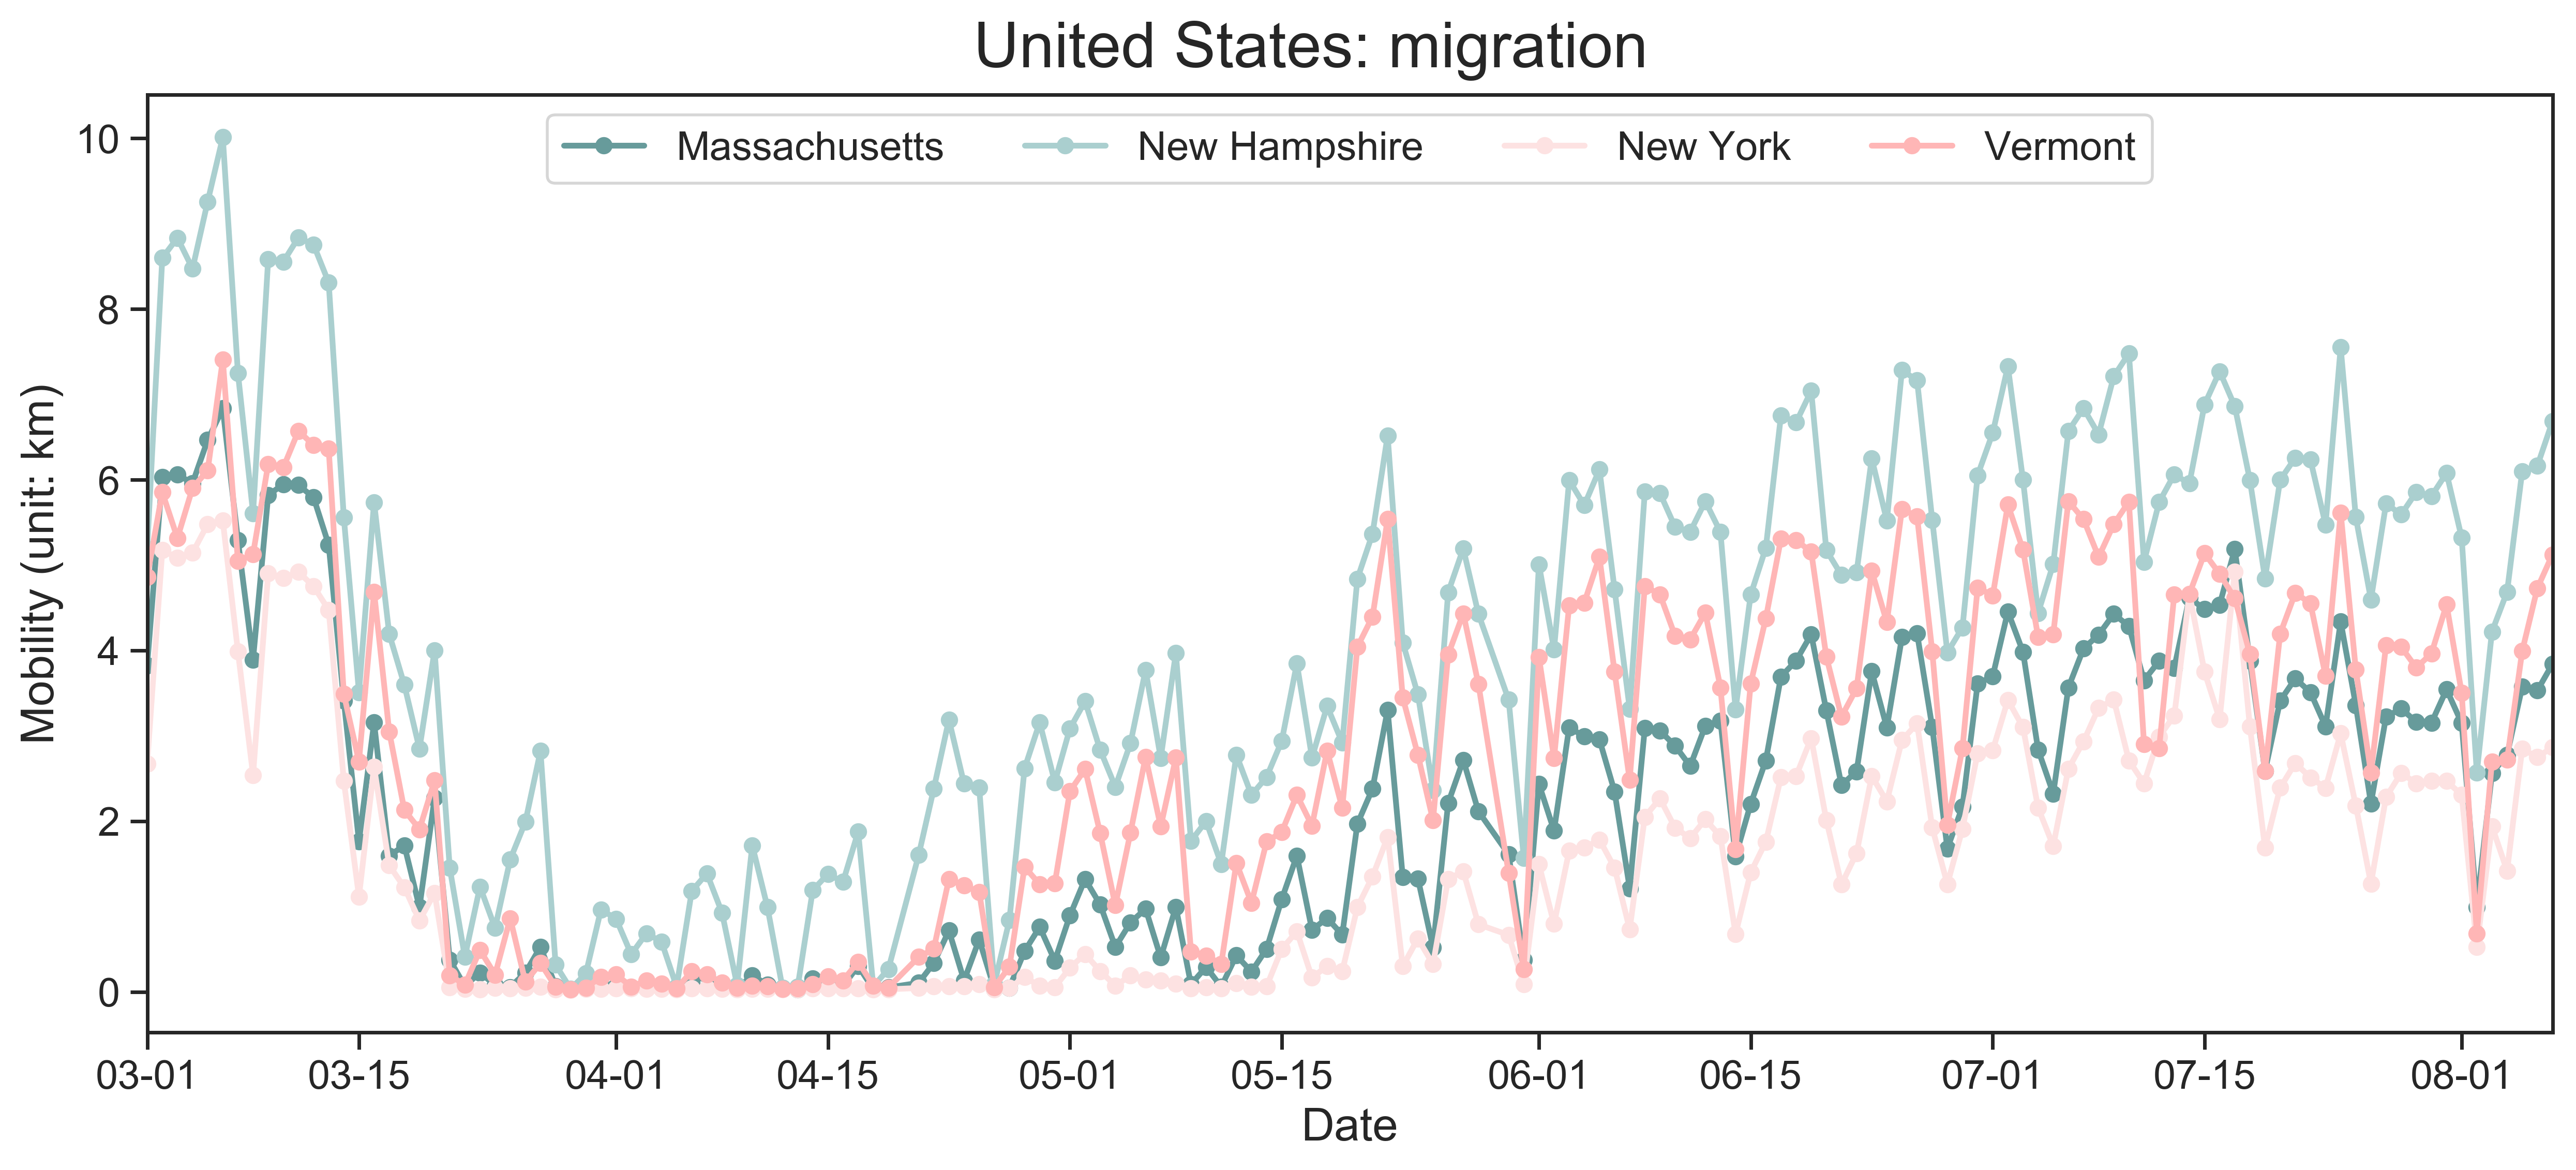 United States: migration
Massachusetts New Hampshire New York Vermont
Mobility (unit: km)
10
8
6
4
2
0
03-01 03-15 04-01 04-15 05-01 05-15 06-01 06-15 07-01 07-15 08-01
Date